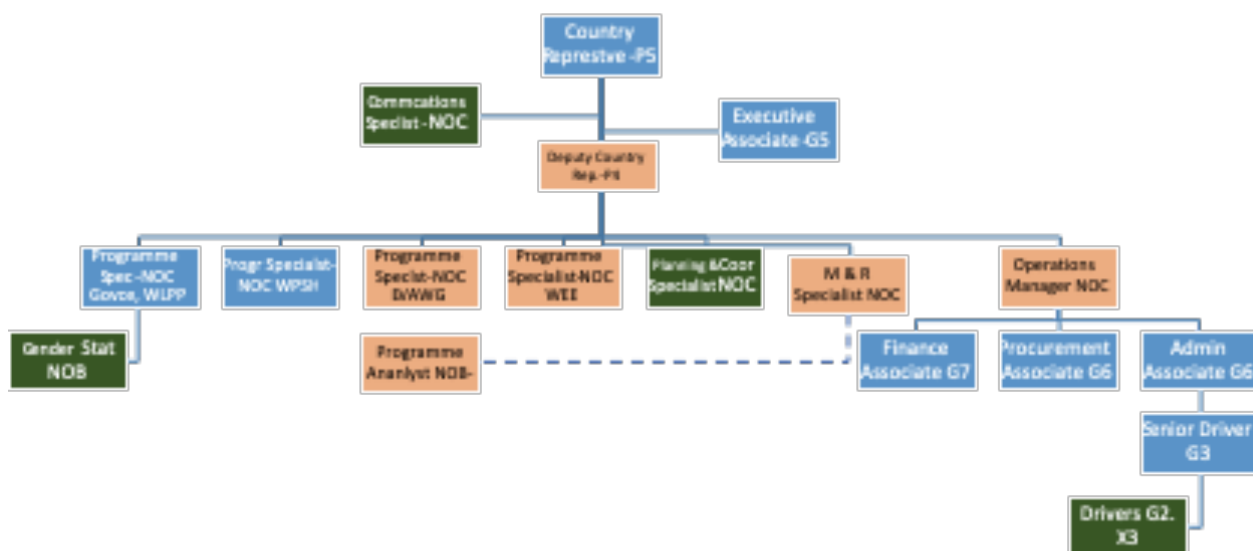 Country
Represtve -P5
Commcations
Speclist -NOC
Executive
Associate-G5
Deputy Country
Rep.-P4
Programme
Spec -NOC
Govce, WLPP
Progr Specialist-
NOC WPSH
Programme
Speclst-NOC
Programme
Specialist-NOC
WEE
Planning &Coor
Specialist NOC
M & R
Specialist NOC
Operations
Manager NOC
Gender Stat
NOB
Programme
Ananlyst NOB-
Finance
Associate G7
Procurement
Associate G6
Admin
Associate G6
Senior Driver
G3
Drivers G2.
X3